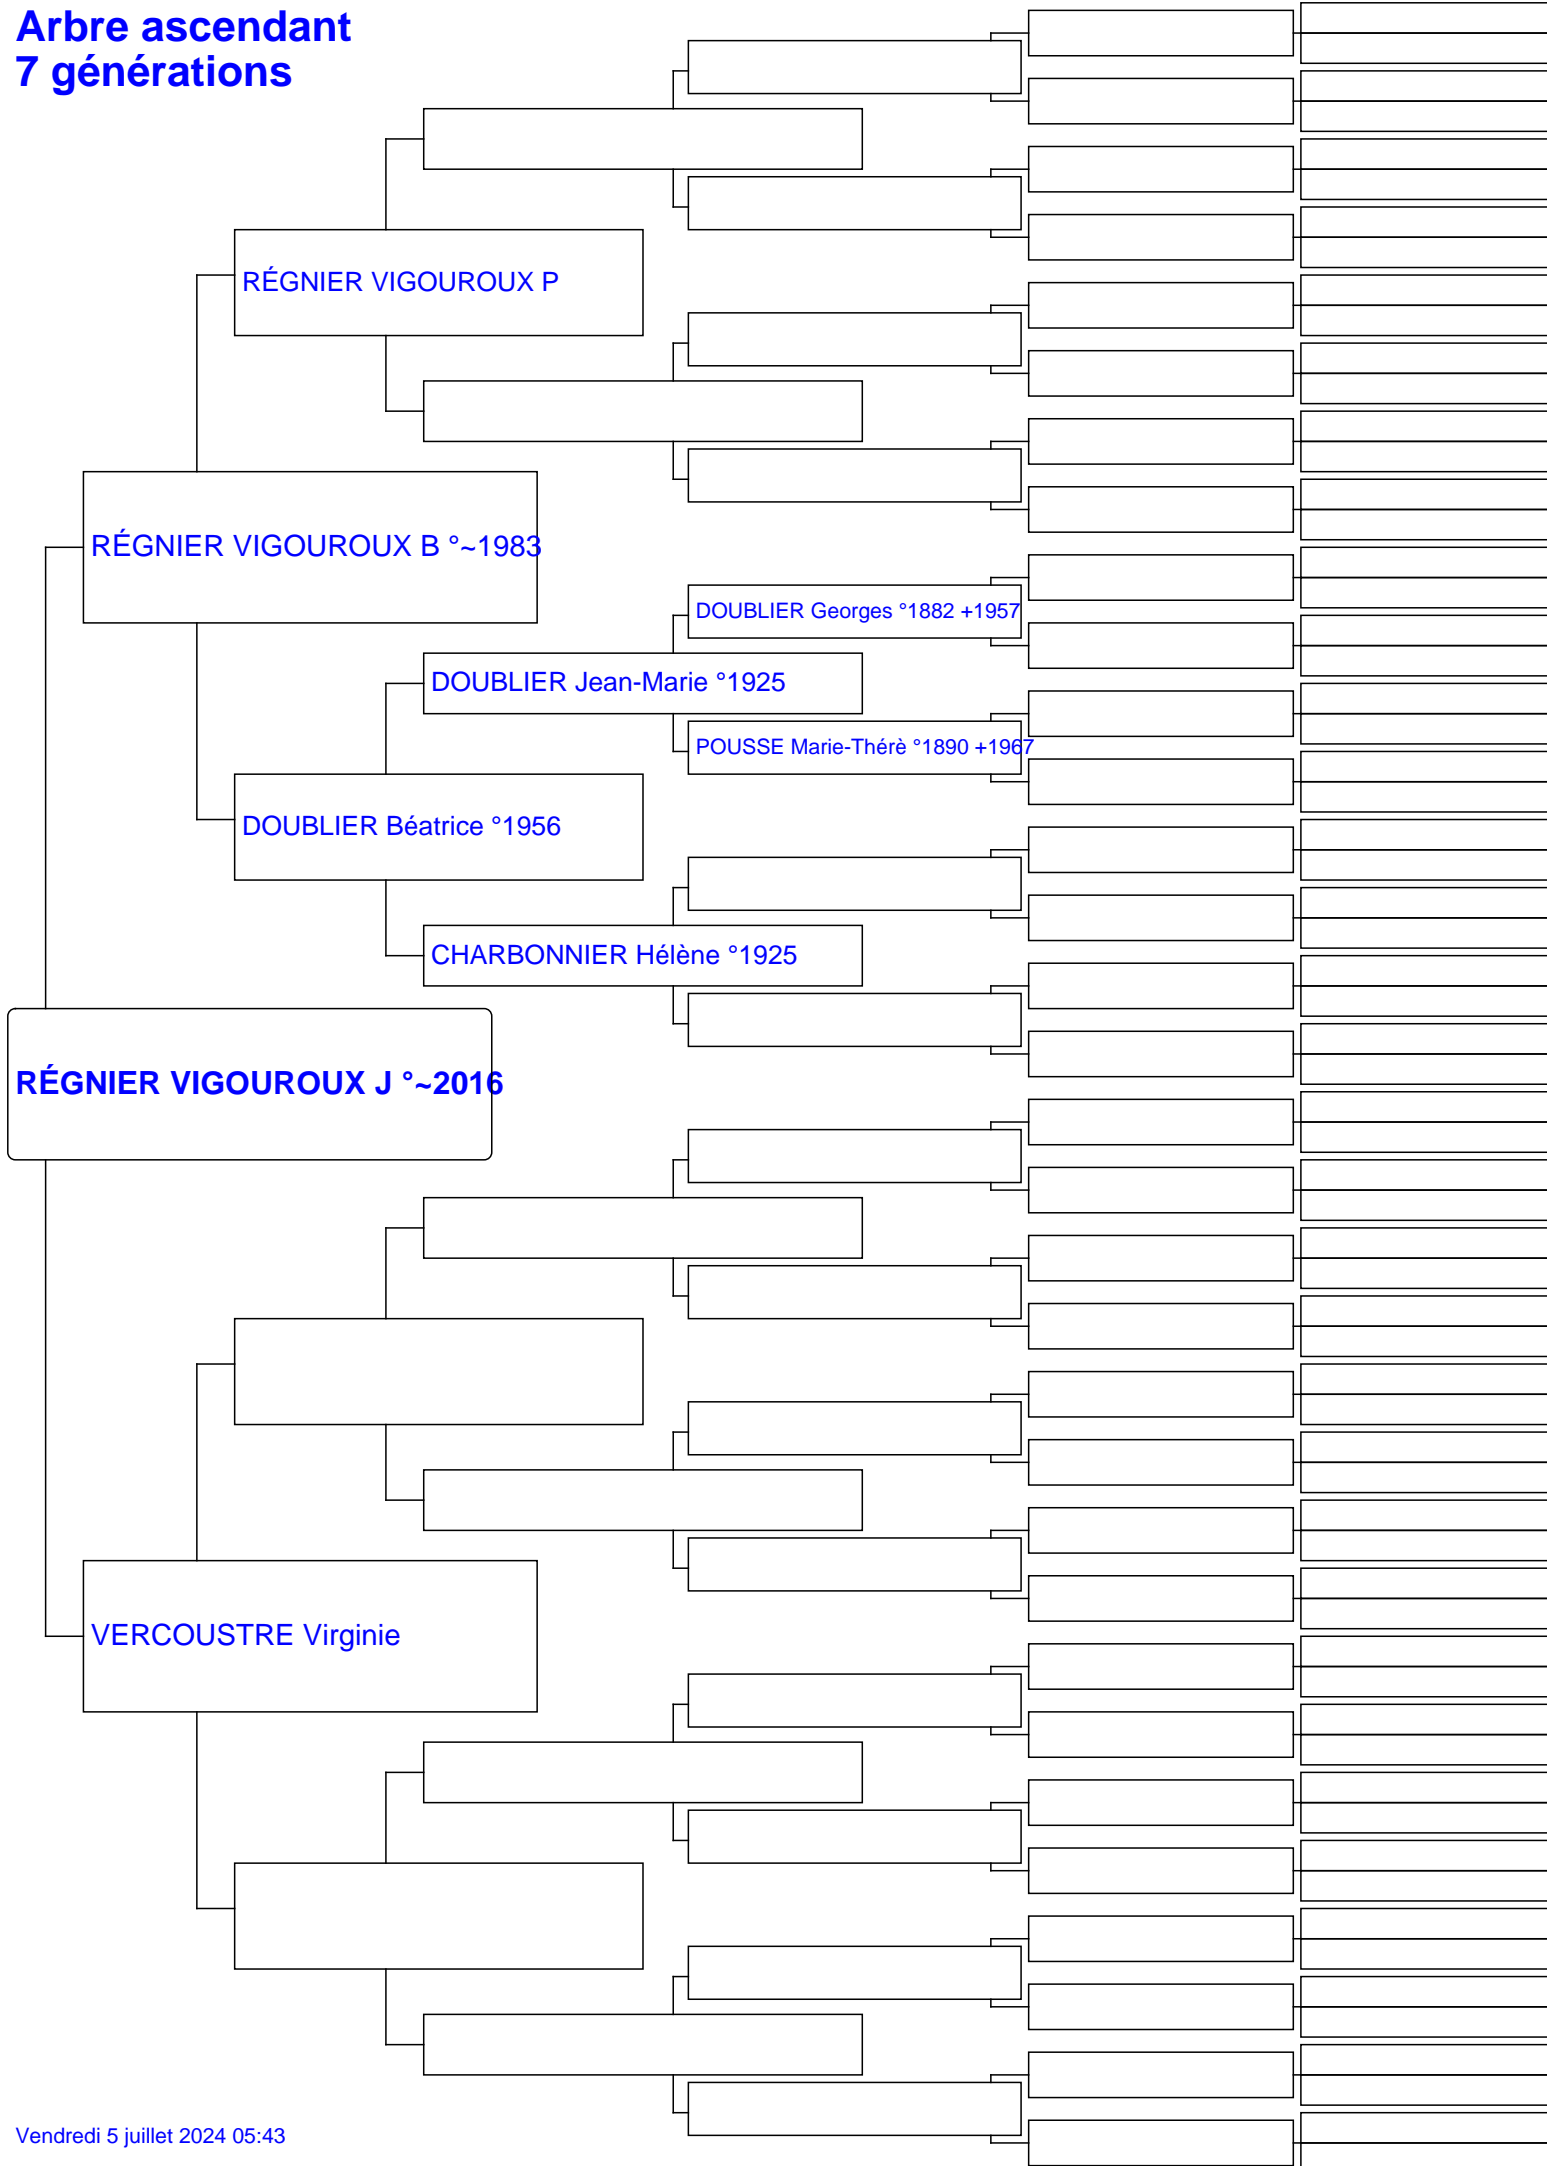 Arbre ascendant
7 générations
RÉGNIER VIGOUROUX P
RÉGNIER VIGOUROUX B °~1983
DOUBLIER Georges °1882 +1957
DOUBLIER Jean-Marie °1925
POUSSE Marie-Thérè °1890 +1967
DOUBLIER Béatrice °1956
CHARBONNIER Hélène °1925
RÉGNIER VIGOUROUX J °~2016
VERCOUSTRE Virginie
Vendredi 5 juillet 2024 05:43